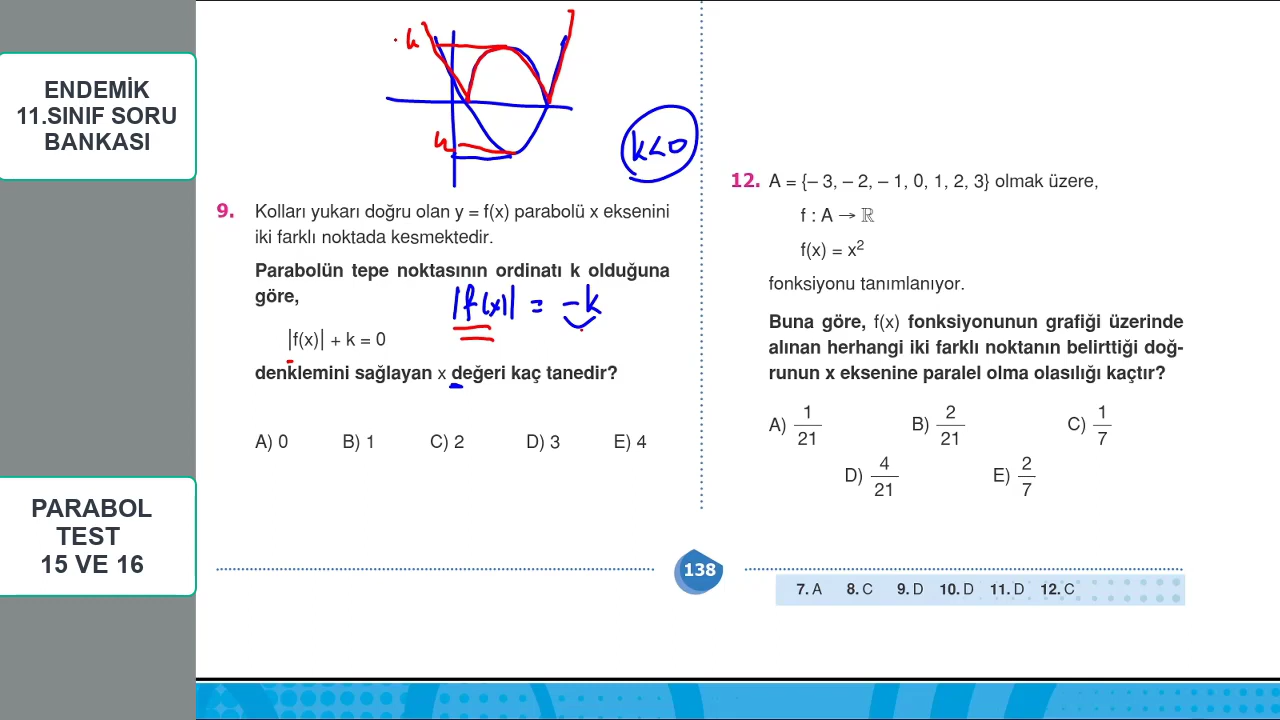 ENDEMİK
11.SINIF SORU
BANKASI
PARABOL
TEST
15 VE 16
k
k
k<0
9. Kolları yukarı doğru olan y = f(x) parabolü x eksenini
iki farklı noktada kesmektedir.
Parabolün tepe noktasının ordinatı k olduğuna
göre,
|f(x)| = -k
|f(x)| + k = 0
denklemini sağlayan x değeri kaç tanedir?
A) 0 B) 1 C) 2 D) 3 E) 4
12. A = {– 3, – 2, – 1, 0, 1, 2, 3} olmak üzere,
f : A → ℝ
f(x) = x²
fonksiyonu tanımlanıyor.
Buna göre, f(x) fonksiyonunun grafiği üzerinde
alınan herhangi iki farklı noktanın belirttiği doğ-
runun x eksenine paralel olma olasılığı kaçtır?
A) 1/21 B) 2/21 C) 1/7
D) 4/21 E) 2/7
138
7. A 8. C 9. D 10. D 11. D 12. C